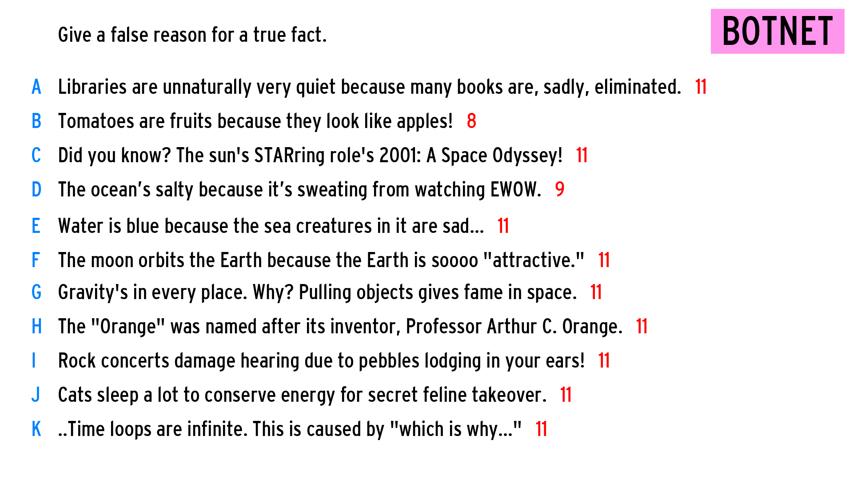 Give a false reason for a true fact.
BOTNET
A Libraries are unnaturally very quiet because many books are, sadly, eliminated. 11
B Tomatoes are fruits because they look like apples! 8
C Did you know? The sun's STARring role's 2001: A Space Odyssey! 11
D The ocean’s salty because it’s sweating from watching EWOW. 9
E Water is blue because the sea creatures in it are sad... 11
F The moon orbits the Earth because the Earth is soooo "attractive." 11
G Gravity's in every place. Why? Pulling objects gives fame in space. 11
H The "Orange" was named after its inventor, Professor Arthur C. Orange. 11
I Rock concerts damage hearing due to pebbles lodging in your ears! 11
J Cats sleep a lot to conserve energy for secret feline takeover. 11
K ..Time loops are infinite. This is caused by "which is why..." 11